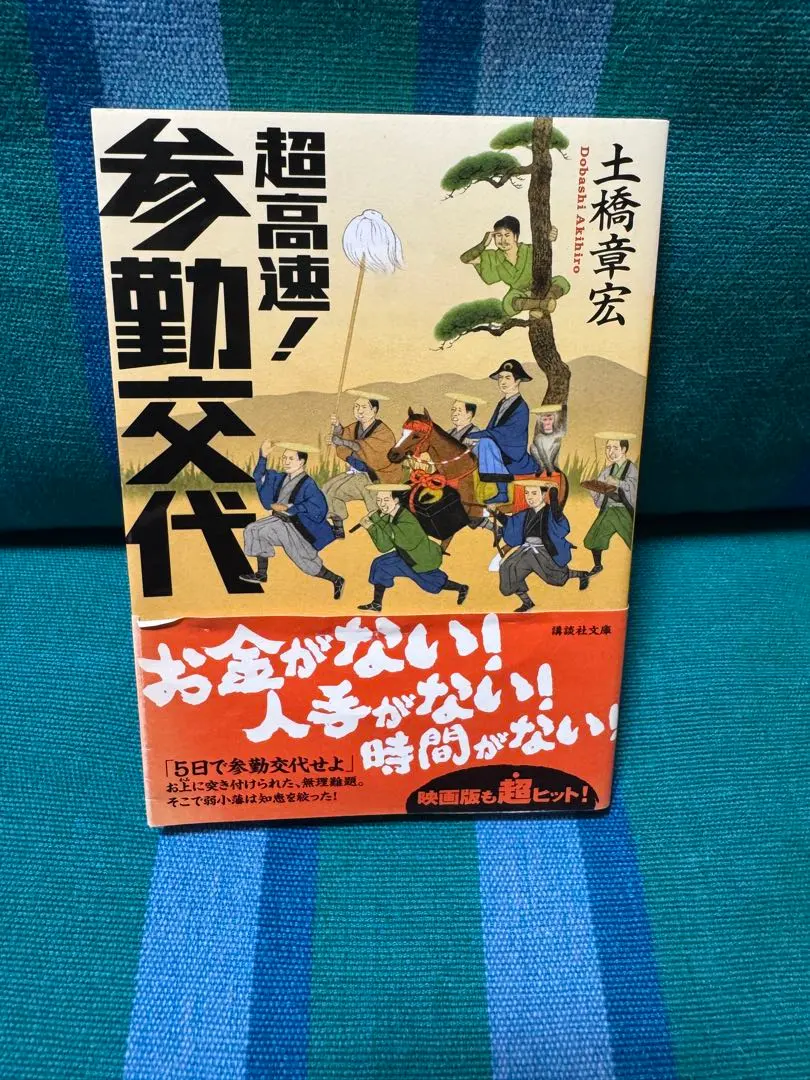 超高速!
参勤交代
土橋章宏
Dobashi Akihiro
講談社文庫
お金がない!
人手がない!
時間がない!
「5日で参勤交代せよ」
お上に突き付けられた、無理難題。
そこで弱小藩は知恵を絞った!
映画版も超ヒット!